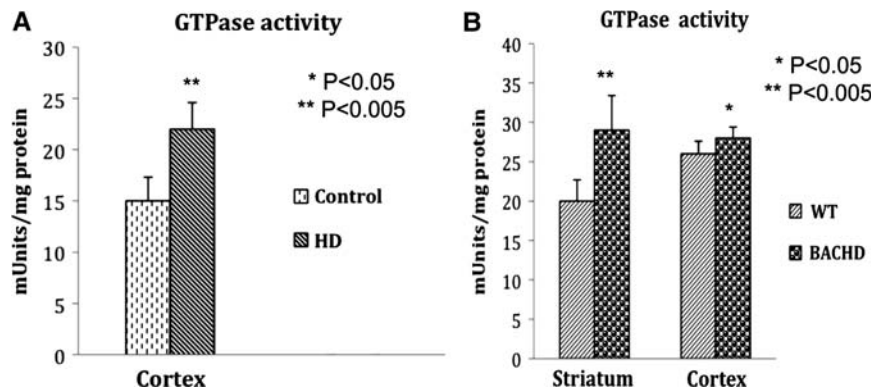 A
GTPase activity
mUnits/mg protein
30
25
20
15
10
5
0
**
* P<0.05
** P<0.005
Control
HD
Cortex
B
GTPase activity
mUnits/mg protein
40
35
30
25
20
15
10
5
0
**
*
* P<0.05
** P<0.005
WT
BACHD
Striatum Cortex